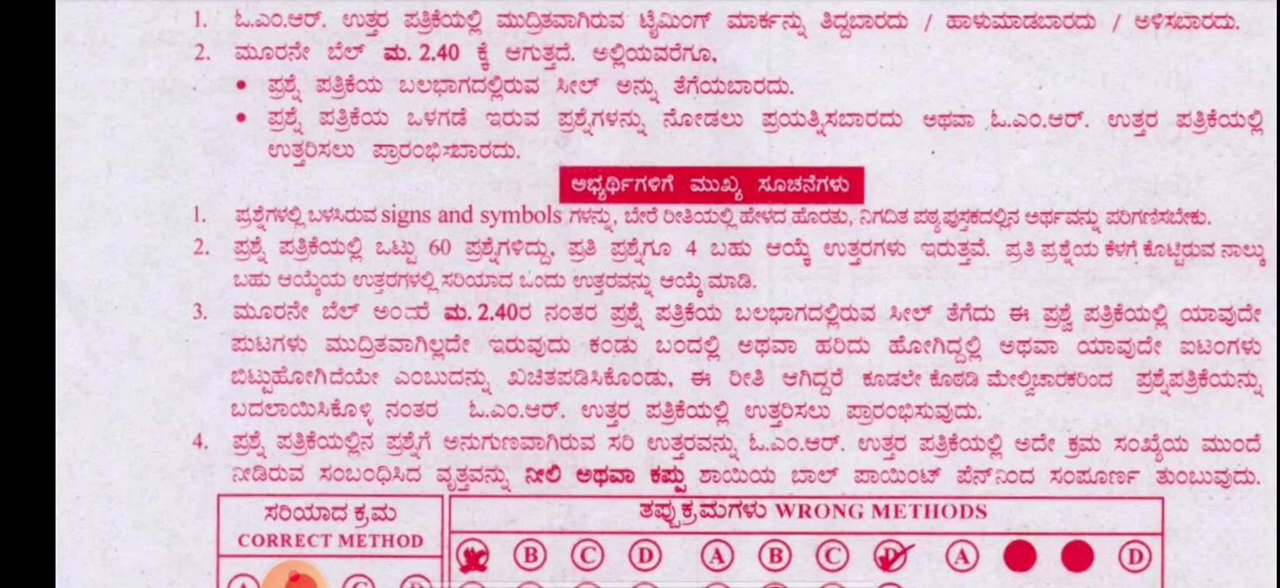 1. ಓ.ಎಂ.ಆರ್. ಉತ್ತರ ಪತ್ರಿಕೆಯಲ್ಲಿ ಮುದ್ರಿತವಾಗಿರುವ ಟೈಮಿಂಗ್ ಮಾರ್ಕನ್ನು ತಿದ್ದಬಾರದು / ಹಾಳುಮಾಡಬಾರದು / ಅಳಿಸಬಾರದು.
2. ಮೂರನೇ ಬೆಲ್ ಮ. 2.40 ಕ್ಕೆ ಆಗುತ್ತದೆ. ಅಲ್ಲಿಯವರೆಗೂ,
• ಪ್ರಶ್ನೆ ಪತ್ರಿಕೆಯ ಬಲಭಾಗದಲ್ಲಿರುವ ಸೀಲ್ ಅನ್ನು ತೆಗೆಯಬಾರದು.
• ಪ್ರಶ್ನೆ ಪತ್ರಿಕೆಯ ಒಳಗಡೆ ಇರುವ ಪ್ರಶ್ನೆಗಳನ್ನು ನೋಡಲು ಪ್ರಯತ್ನಿಸಬಾರದು ಅಥವಾ ಓ.ಎಂ.ಆರ್. ಉತ್ತರ ಪತ್ರಿಕೆಯಲ್ಲಿ
ಉತ್ತರಿಸಲು ಪ್ರಾರಂಭಿಸಬಾರದು.
ಅಭ್ಯರ್ಥಿಗಳಿಗೆ ಮುಖ್ಯ ಸೂಚನೆಗಳು
1. ಪ್ರಶ್ನೆಗಳಲ್ಲಿ ಬಳಸಿರುವ signs and symbols ಗಳನ್ನು, ಬೇರೆ ರೀತಿಯಲ್ಲಿ ಹೇಳದ ಹೊರತು, ನಿಗದಿತ ಪಠ್ಯಪುಸ್ತಕದಲ್ಲಿನ ಅರ್ಥವನ್ನು ಪರಿಗಣಿಸಬೇಕು.
2. ಪ್ರಶ್ನೆ ಪತ್ರಿಕೆಯಲ್ಲಿ ಒಟ್ಟು 60 ಪ್ರಶ್ನೆಗಳಿದ್ದು, ಪ್ರತಿ ಪ್ರಶ್ನೆಗೂ 4 ಬಹು ಆಯ್ಕೆ ಉತ್ತರಗಳು ಇರುತ್ತವೆ. ಪ್ರತಿ ಪ್ರಶ್ನೆಯ ಕೆಳಗೆ ಕೊಟ್ಟಿರುವ ನಾಲ್ಕು
ಬಹು ಆಯ್ಕೆಯ ಉತ್ತರಗಳಲ್ಲಿ ಸರಿಯಾದ ಒಂದು ಉತ್ತರವನ್ನು ಆಯ್ಕೆ ಮಾಡಿ.
3. ಮೂರನೇ ಬೆಲ್ ಅಂದರೆ ಮ. 2.40ರ ನಂತರ ಪ್ರಶ್ನೆ ಪತ್ರಿಕೆಯ ಬಲಭಾಗದಲ್ಲಿರುವ ಸೀಲ್ ತೆಗೆದು ಈ ಪ್ರಶ್ನೆ ಪತ್ರಿಕೆಯಲ್ಲಿ ಯಾವುದೇ
ಪುಟಗಳು ಮುದ್ರಿತವಾಗಿಲ್ಲದೇ ಇರುವುದು ಕಂಡು ಬಂದಲ್ಲಿ ಅಥವಾ ಹರಿದು ಹೋಗಿದ್ದಲ್ಲಿ ಅಥವಾ ಯಾವುದೇ ಐಟಂಗಳು
ಬಿಟ್ಟುಹೋಗಿದೆಯೇ ಎಂಬುದನ್ನು ಖಚಿತಪಡಿಸಿಕೊಂಡು, ಈ ರೀತಿ ಆಗಿದ್ದರೆ ಕೂಡಲೇ ಕೊಠಡಿ ಮೇಲ್ವಿಚಾರಕರಿಂದ ಪ್ರಶ್ನೆಪತ್ರಿಕೆಯನ್ನು
ಬದಲಾಯಿಸಿಕೊಳ್ಳಿ ನಂತರ ಓ.ಎಂ.ಆರ್. ಉತ್ತರ ಪತ್ರಿಕೆಯಲ್ಲಿ ಉತ್ತರಿಸಲು ಪ್ರಾರಂಭಿಸುವುದು.
4. ಪ್ರಶ್ನೆ ಪತ್ರಿಕೆಯಲ್ಲಿನ ಪ್ರಶ್ನೆಗೆ ಅನುಗುಣವಾಗಿರುವ ಸರಿ ಉತ್ತರವನ್ನು ಓ.ಎಂ.ಆರ್. ಉತ್ತರ ಪತ್ರಿಕೆಯಲ್ಲಿ ಅದೇ ಕ್ರಮ ಸಂಖ್ಯೆಯ ಮುಂದೆ
ನೀಡಿರುವ ಸಂಬಂಧಿಸಿದ ವೃತ್ತವನ್ನು ನೀಲಿ ಅಥವಾ ಕಪ್ಪು ಶಾಯಿಯ ಬಾಲ್ ಪಾಯಿಂಟ್ ಪೆನ್‌ನಿಂದ ಸಂಪೂರ್ಣ ತುಂಬುವುದು.
ಸರಿಯಾದ ಕ್ರಮ
CORRECT METHOD
ತಪ್ಪು ಕ್ರಮಗಳು WRONG METHODS
B C D A B C D A D